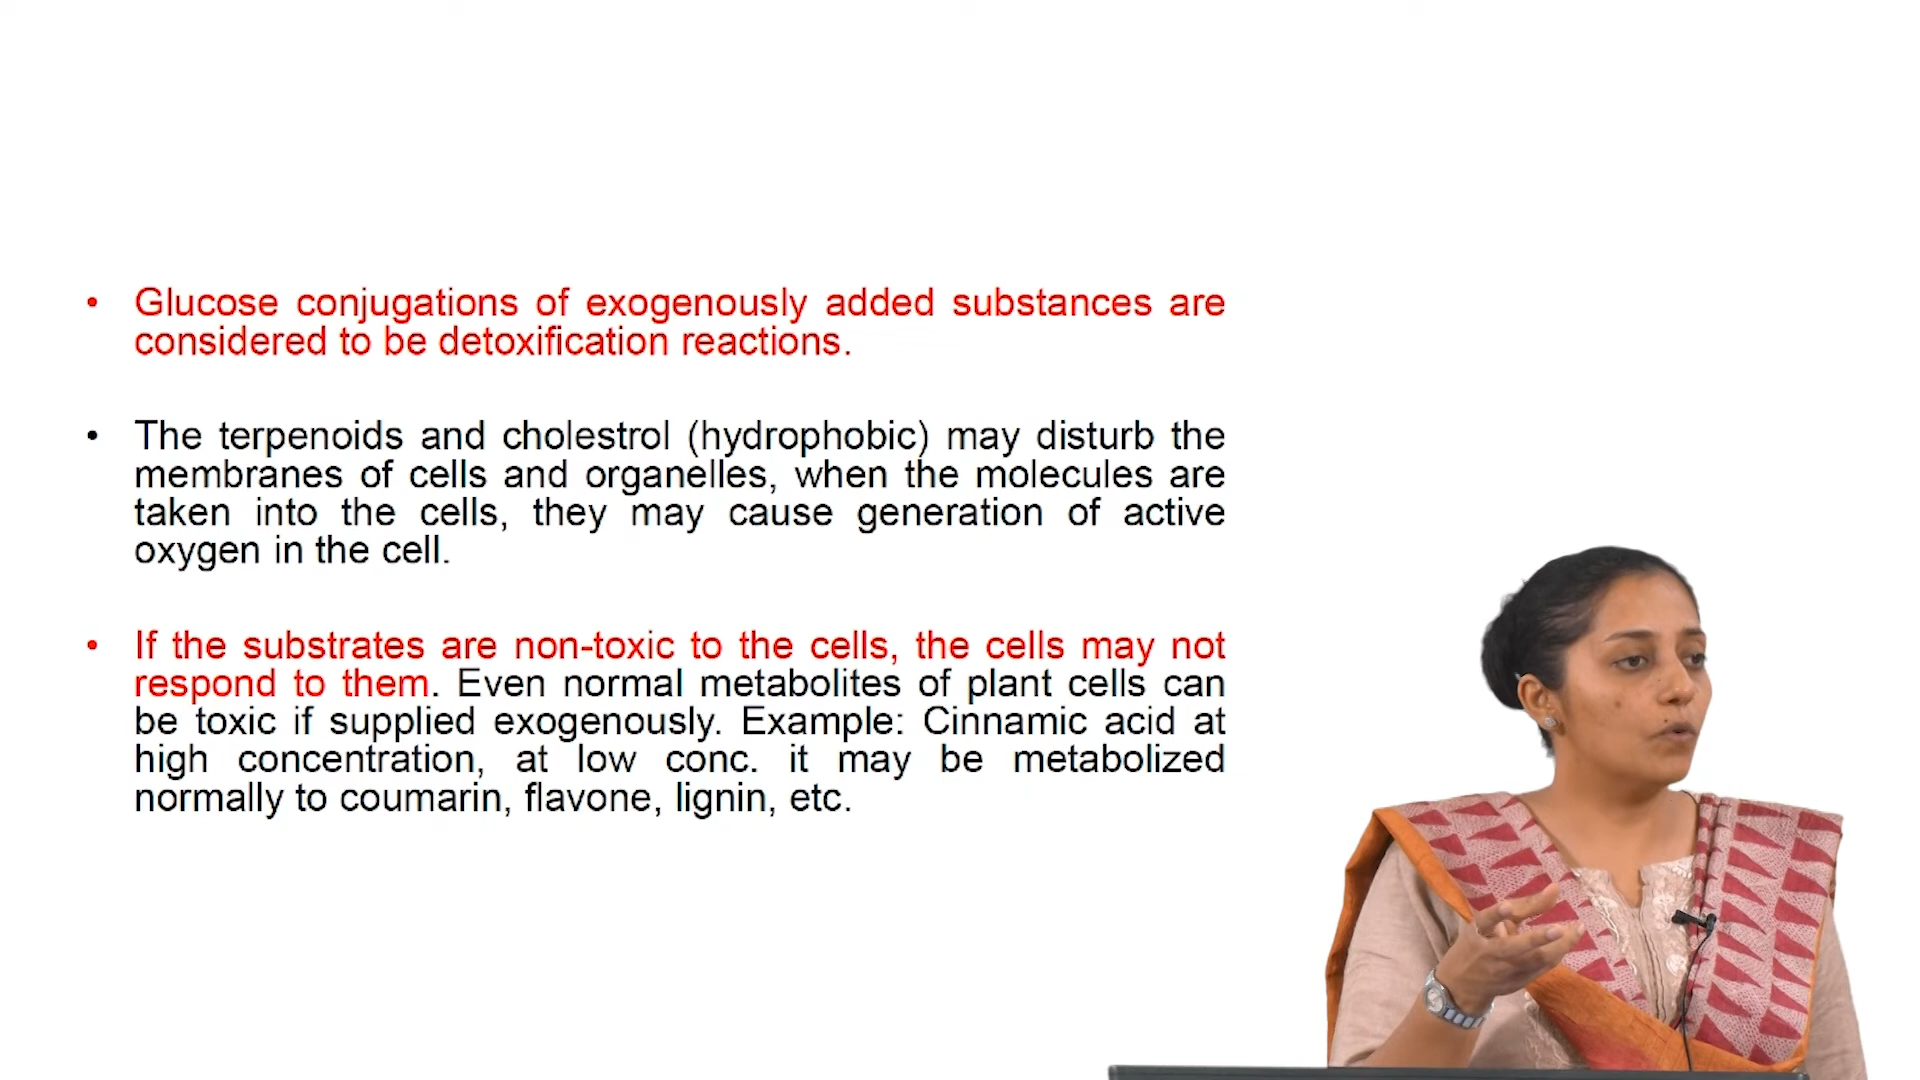 • Glucose conjugations of exogenously added substances are
considered to be detoxification reactions.
• The terpenoids and cholestrol (hydrophobic) may disturb the
membranes of cells and organelles, when the molecules are
taken into the cells, they may cause generation of active
oxygen in the cell.
• If the substrates are non-toxic to the cells, the cells may not
respond to them. Even normal metabolites of plant cells can
be toxic if supplied exogenously. Example: Cinnamic acid at
high concentration, at low conc. it may be metabolized
normally to coumarin, flavone, lignin, etc.